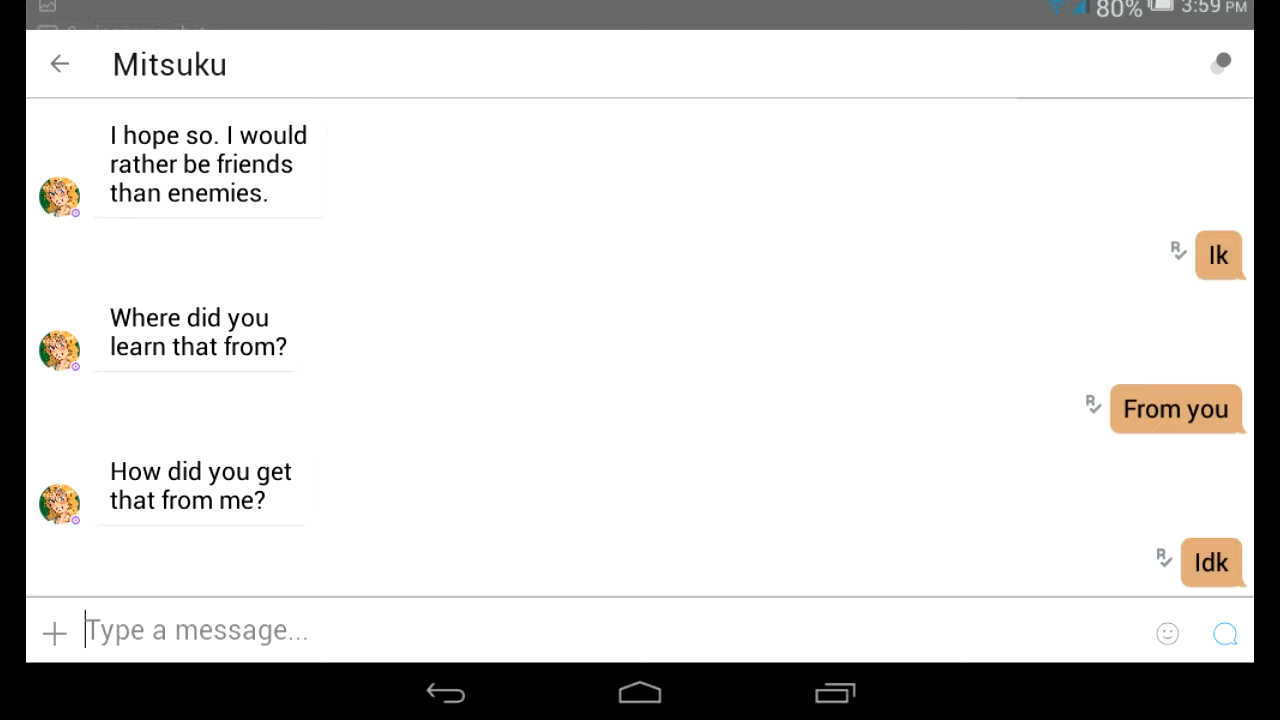 80% 3:59 PM
Mitsuku
I hope so. I would
rather be friends
than enemies.
R
Ik
Where did you
learn that from?
R
From you
How did you get
that from me?
R
Idk
Type a message...